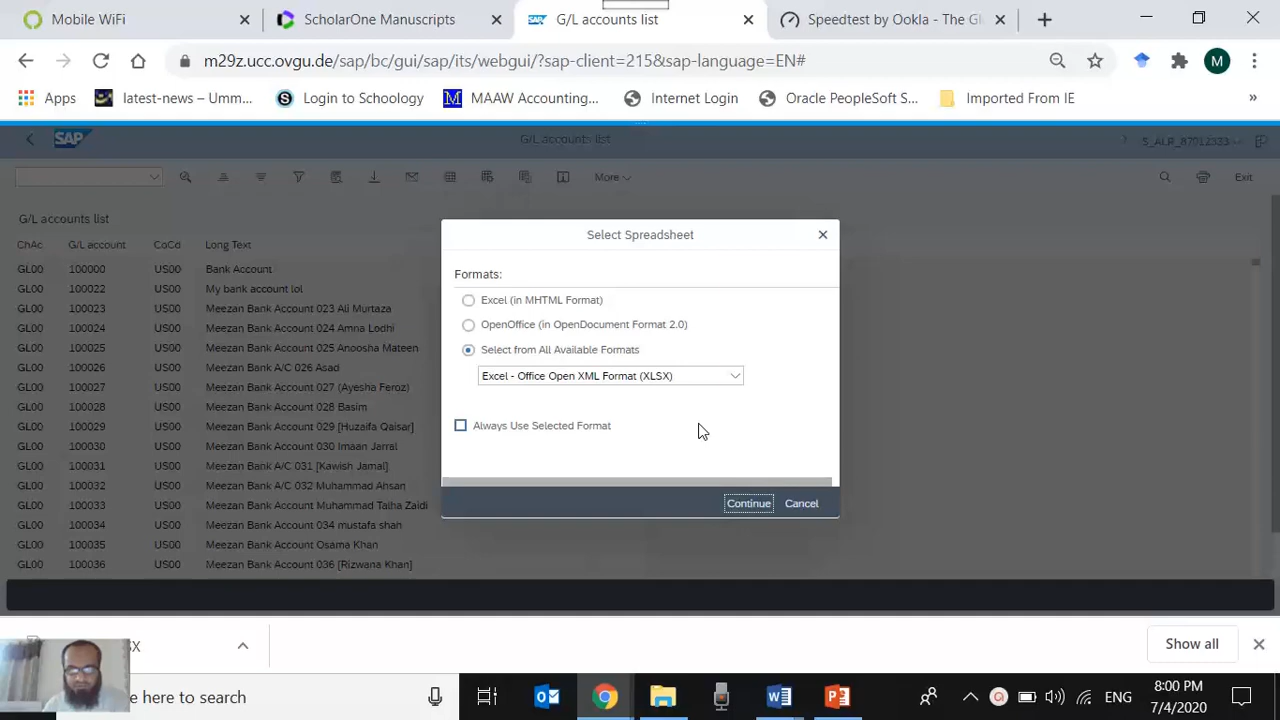 Mobile WiFi
ScholarOne Manuscripts
SAP G/L accounts list
Speedtest by Ookla - The Gl
m29z.ucc.ovgu.de/sap/bc/gui/sap/its/webgui/?sap-client=215&sap-language=EN#
M
Apps
latest-news – Umm...
S Login to Schoology
M MAAW Accounting...
Internet Login
Oracle PeopleSoft S...
Imported From IE
SAP
G/L accounts list
S_ALR_87012333
More
Exit
G/L accounts list
ChAc G/L account CoCd Long Text
GL00 100000 US00 Bank Account
GL00 100022 US00 My bank account lol
GL00 100023 US00 Meezan Bank Account 023 Ali Murtaza
GL00 100024 US00 Meezan Bank Account 024 Amna Lodhi
GL00 100025 US00 Meezan Bank Account 025 Anoosha Mateen
GL00 100026 US00 Meezan Bank A/C 026 Asad
GL00 100027 US00 Meezan Bank Account 027 (Ayesha Feroz)
GL00 100028 US00 Meezan Bank Account 028 Basim
GL00 100029 US00 Meezan Bank Account 029 [Huzaifa Qaisar]
GL00 100030 US00 Meezan Bank Account 030 Imaan Jarral
GL00 100031 US00 Meezan Bank A/C 031 [Kawish Jamal]
GL00 100032 US00 Meezan Bank A/C 032 Muhammad Ahsan
GL00 100033 US00 Meezan Bank Account Muhammad Talha Zaidi
GL00 100034 US00 Meezan Bank Account 034 mustafa shan
GL00 100035 US00 Meezan Bank Account Osama Khan
GL00 100036 US00 Meezan Bank Account 036 [Rizwana Khan]
Select Spreadsheet
Formats:
Excel (in MHTML Format)
OpenOffice (in OpenDocument Format 2.0)
Select from All Available Formats
Excel - Office Open XML Format (XLSX)
Always Use Selected Format
Continue Cancel
SX
Show all
here to search
ENG
8:00 PM
7/4/2020